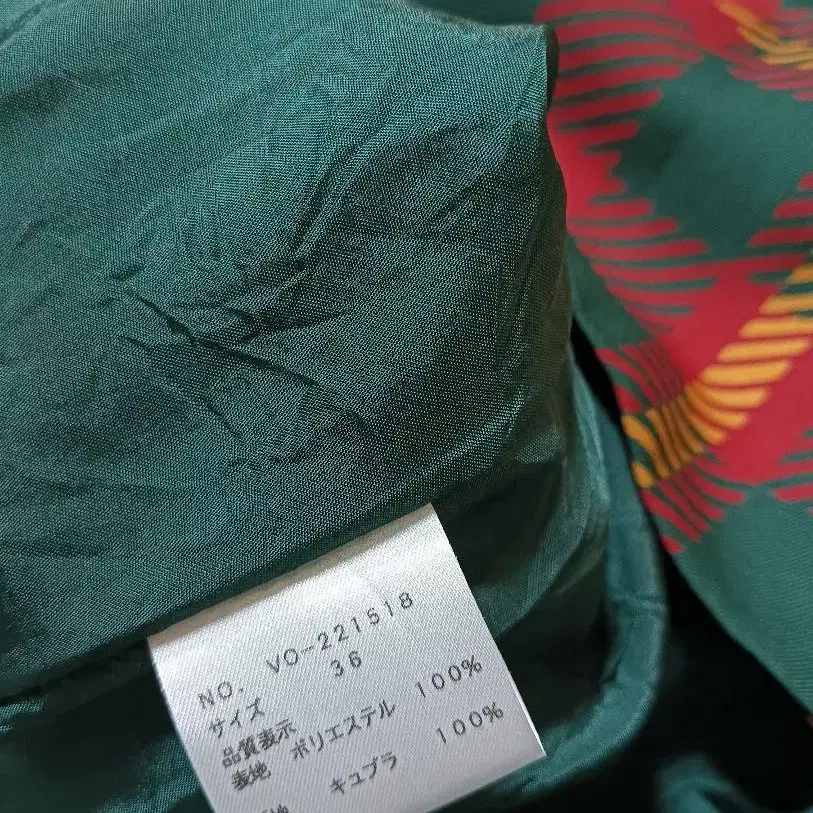 NO. VO-221518
サイズ 36
品質表示
表地 ポリエステル 100%
キュプラ 100%